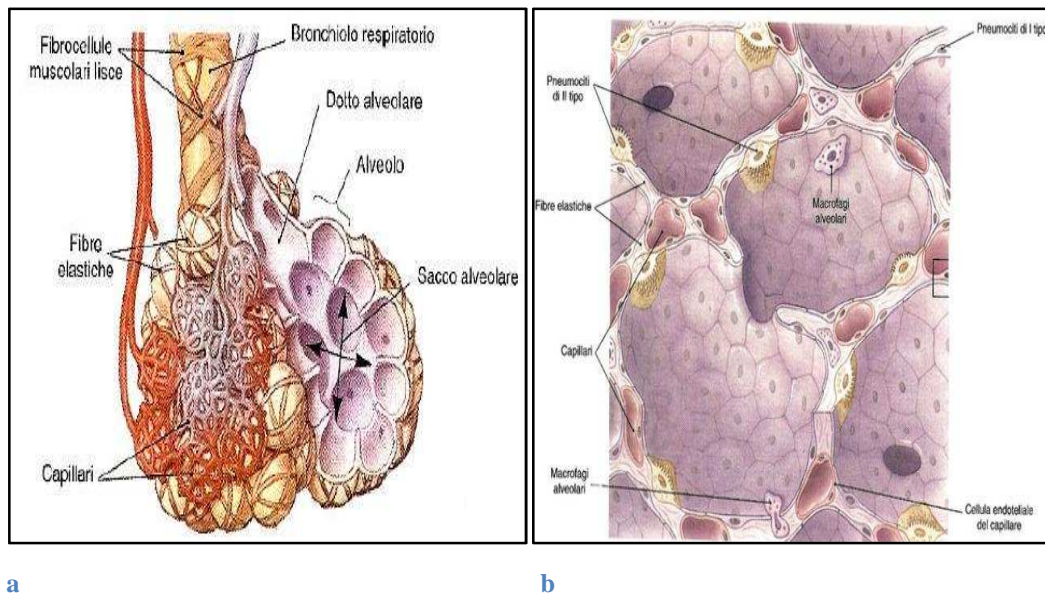 Fibrocellule
muscolari lisce
Bronchiolo respiratorio
Dotto alveolare
Alveolo
Fibre
elastiche
Sacco alveolare
Capillari
a
Pneumociti di I tipo
Pneumociti
di II tipo
Macrofagi
alveolari
Fibre elastiche
Capillari
Macrofagi
alveolari
Cellula endoteliale
del capillare
b